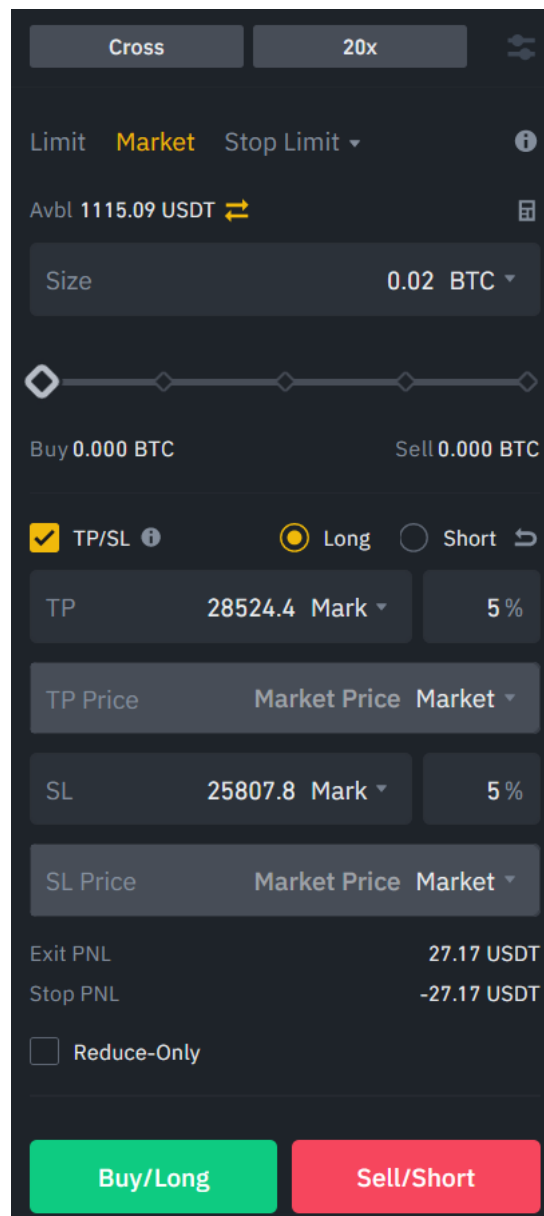 Cross 20x
Limit Market Stop Limit
Avbl 1115.09 USDT
Size 0.02 BTC
Buy 0.000 BTC Sell 0.000 BTC
TP/SL Long Short
TP 28524.4 Mark 5 %
TP Price Market Price Market
SL 25807.8 Mark 5 %
SL Price Market Price Market
Exit PNL 27.17 USDT
Stop PNL -27.17 USDT
Reduce-Only
Buy/Long Sell/Short